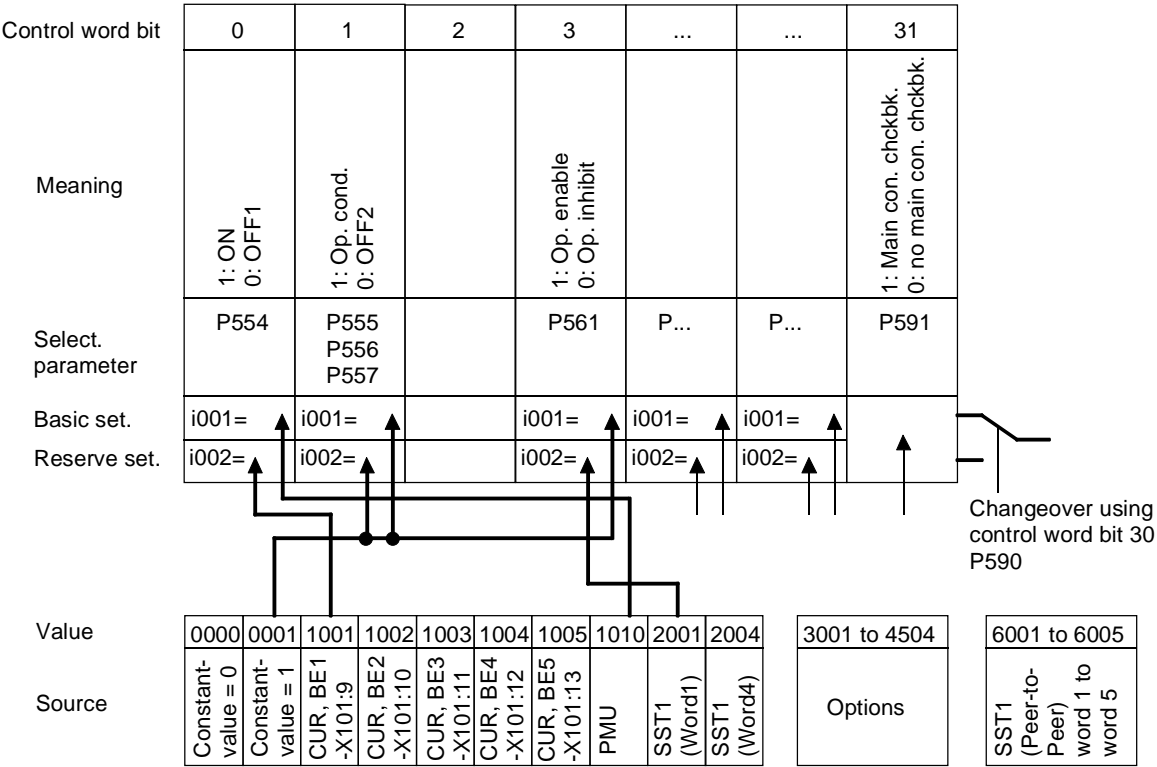 Control word bit 0 1 2 3 ... ... 31
Meaning
1: ON
0: OFF1
1: Op. cond.
0: OFF2
1: Op. enable
0: Op. inhibit
1: Main con. chckbk.
0: no main con. chckbk.
Select.
parameter
P554
P555
P556
P557
P561
P...
P...
P591
Basic set. i001= i001= i001= i001= i001=
Reserve set. i002= i002= i002= i002= i002=
Changeover using
control word bit 30
P590
Value 0000 0001 1001 1002 1003 1004 1005 1010 2001 2004 3001 to 4504 6001 to 6005
Source
Constant-
value = 0
Constant-
value = 1
CUR, BE1
-X101:9
CUR, BE2
-X101:10
CUR, BE3
-X101:11
CUR, BE4
-X101:12
CUR, BE5
-X101:13
PMU
SST1
(Word1)
SST1
(Word4)
Options
SST1
(Peer-to-
Peer)
word 1 to
word 5